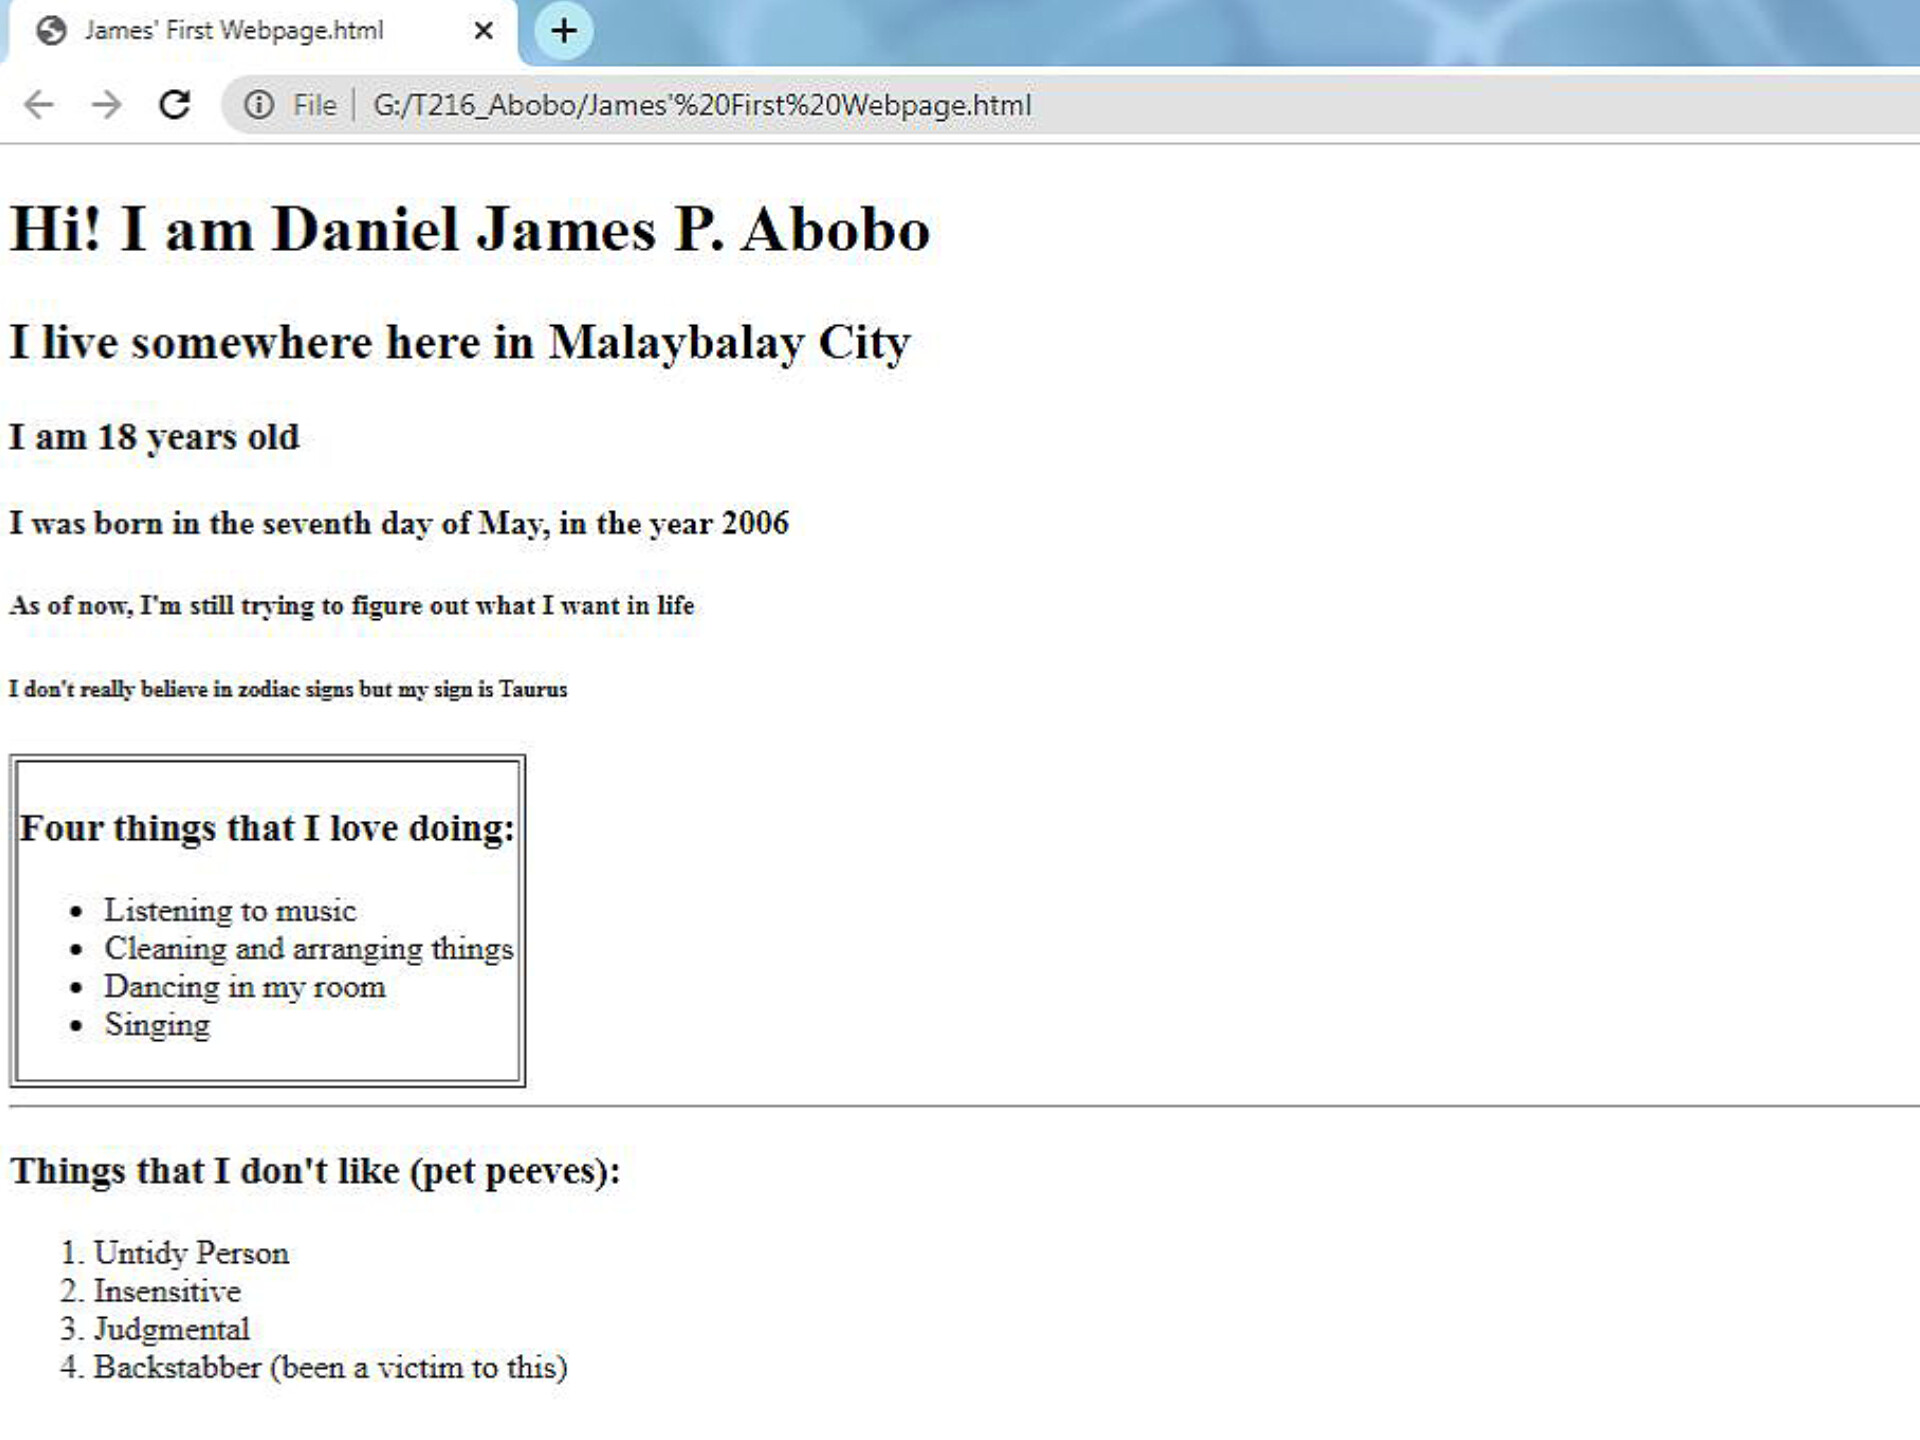 James' First Webpage.html
File | G:/T216_Abobo/James'%20First%20Webpage.html
Hi! I am Daniel James P. Abobo
I live somewhere here in Malaybalay City
I am 18 years old
I was born in the seventh day of May, in the year 2006
As of now, I'm still trying to figure out what I want in life
I don't really believe in zodiac signs but my sign is Taurus
Four things that I love doing:
• Listening to music
• Cleaning and arranging things
• Dancing in my room
• Singing
Things that I don't like (pet peeves):
1. Untidy Person
2. Insensitive
3. Judgmental
4. Backstabber (been a victim to this)